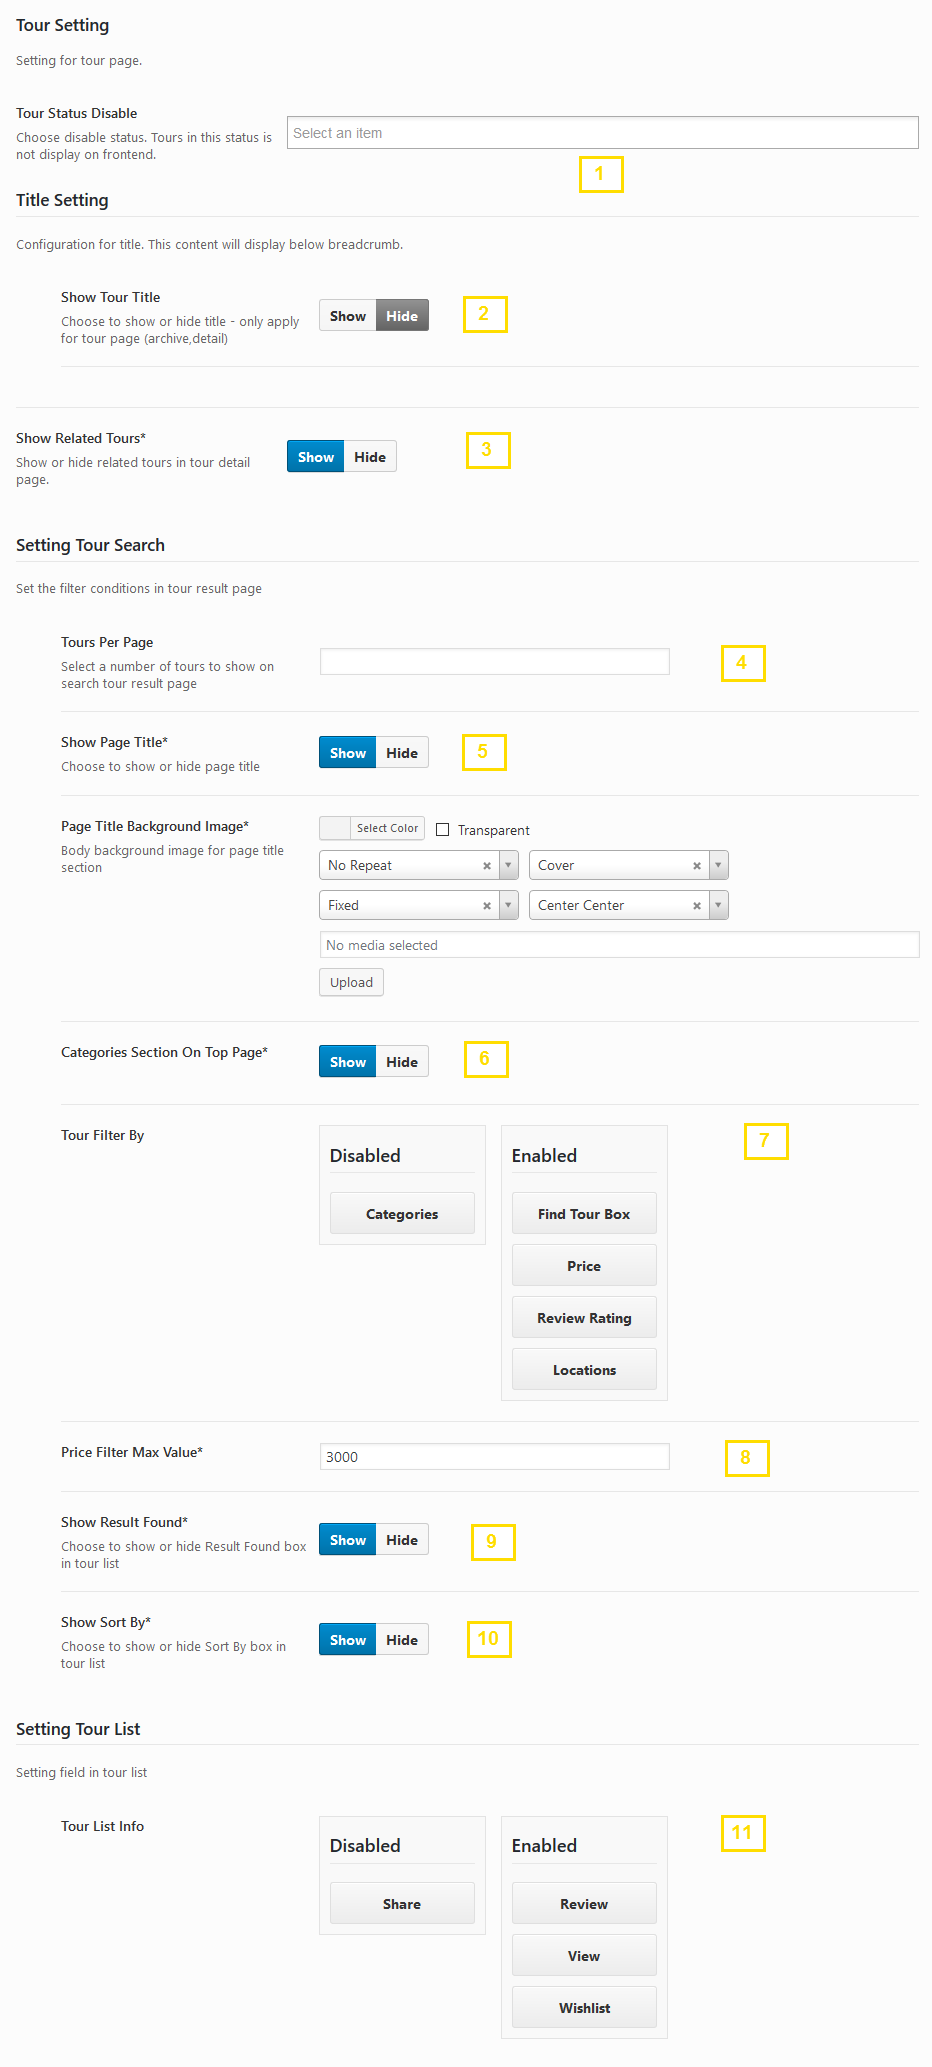 Tour Setting
Setting for tour page.
Tour Status Disable
Choose disable status. Tours in this status is
not display on frontend.
Select an item
1
Title Setting
Configuration for title. This content will display below breadcrumb.
Show Tour Title
Choose to show or hide title - only apply
for tour page (archive,detail)
Show Hide
2
Show Related Tours*
Show or hide related tours in tour detail
page.
Show Hide
3
Setting Tour Search
Set the filter conditions in tour result page
Tours Per Page
Select a number of tours to show on
search tour result page
4
Show Page Title*
Choose to show or hide page title
Show Hide
5
Page Title Background Image*
Body background image for page title
section
Select Color Transparent
No Repeat × Cover ×
Fixed × Center Center ×
No media selected
Upload
Categories Section On Top Page*
Show Hide
6
Tour Filter By
Disabled
Categories
Enabled
Find Tour Box
Price
Review Rating
Locations
7
Price Filter Max Value*
3000
8
Show Result Found*
Choose to show or hide Result Found box
in tour list
Show Hide
9
Show Sort By*
Choose to show or hide Sort By box in
tour list
Show Hide
10
Setting Tour List
Setting field in tour list
Tour List Info
Disabled
Share
Enabled
Review
View
Wishlist
11